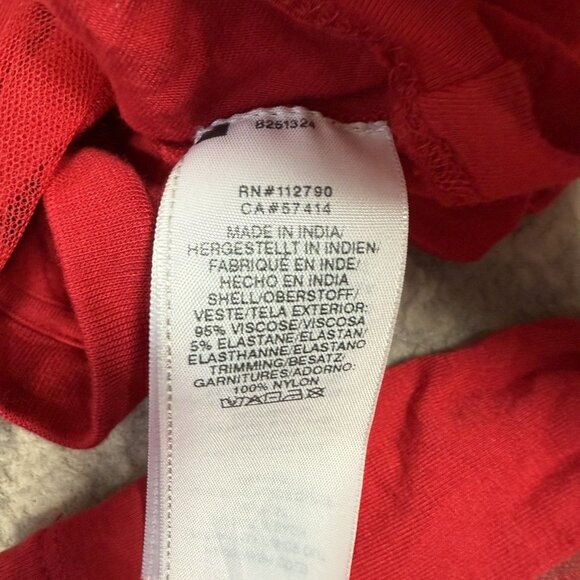 B251324
RN#112790
CA#57414
MADE IN INDIA/
HERGESTELLT IN INDIEN/
FABRIQUÉ EN INDE/
HECHO EN INDIA
SHELL/OBERSTOFF/
VESTE/TELA EXTERIOR:
95% VISCOSE/VISCOSA
5% ELASTANE/ELASTAN/
ELASTHANNE/ELASTANO
TRIMMING/BESATZ/
GARNITURES/ADORNO:
100% NYLON